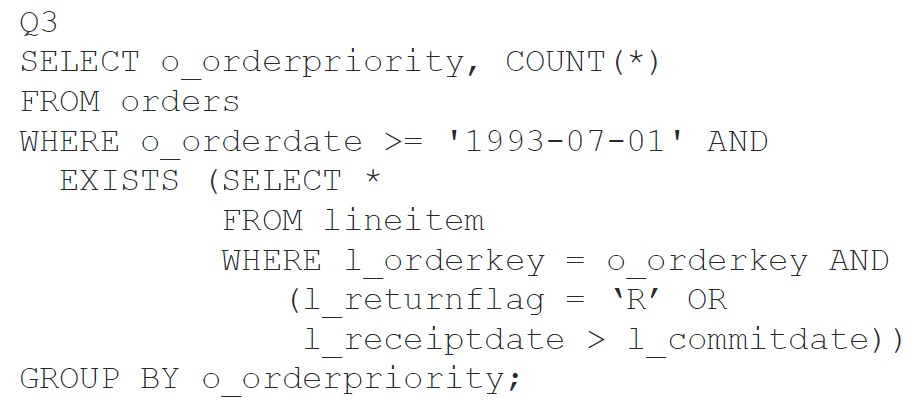 Q3
SELECT o_orderpriority, COUNT(*)
FROM orders
WHERE o_orderdate >= '1993-07-01' AND
EXISTS (SELECT *
FROM lineitem
WHERE l_orderkey = o_orderkey AND
(l_returnflag = ‘R’ OR
l_receiptdate > l_commitdate))
GROUP BY o_orderpriority;